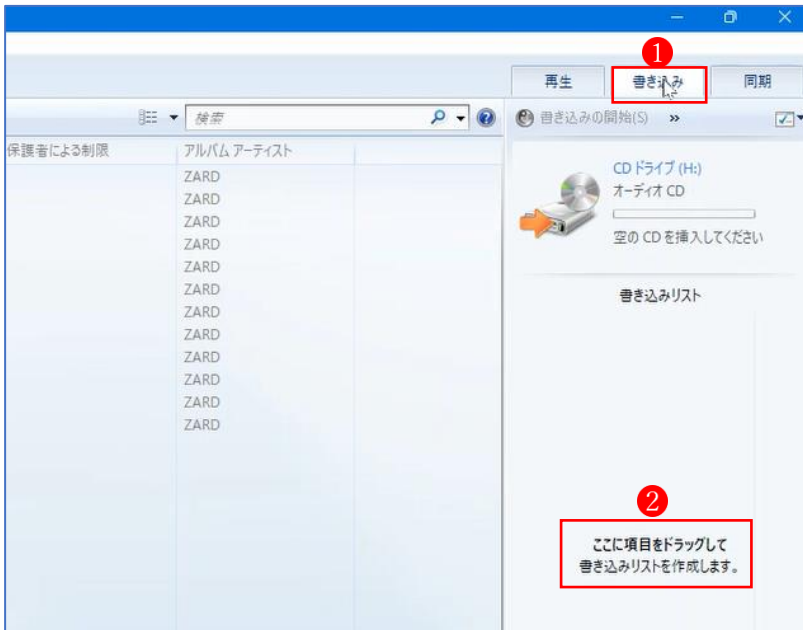 1
再生 書き込み 同期
検索
書き込みの開始(S) »
保護者による制限 アルバム アーティスト
ZARD
ZARD
ZARD
ZARD
ZARD
ZARD
ZARD
ZARD
ZARD
ZARD
ZARD
ZARD
CD ドライブ (H:)
オーディオ CD
空の CD を挿入してください
書き込みリスト
2
ここに項目をドラッグして
書き込みリストを作成します。